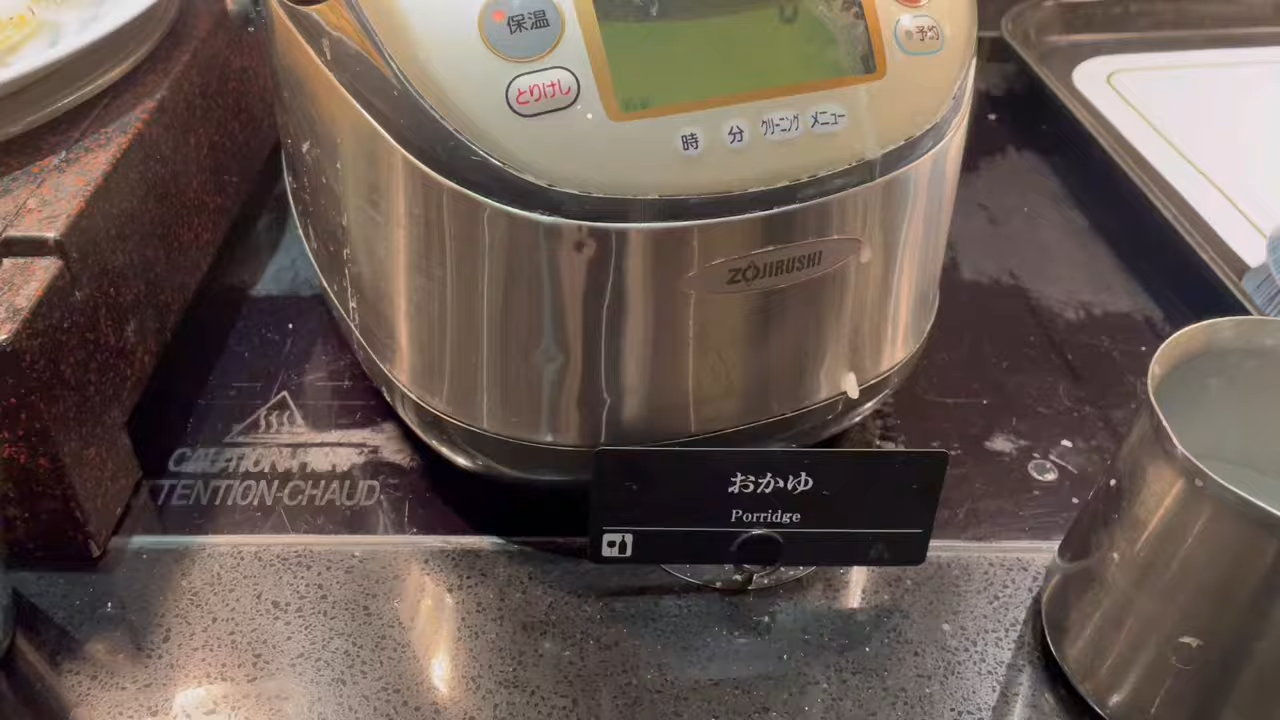 保温
予約
とりけし
時 分 クリーニング メニュー
ZOJIRUSHI
CAUTION-HOT
ATTENTION-CHAUD
おかゆ
Porridge